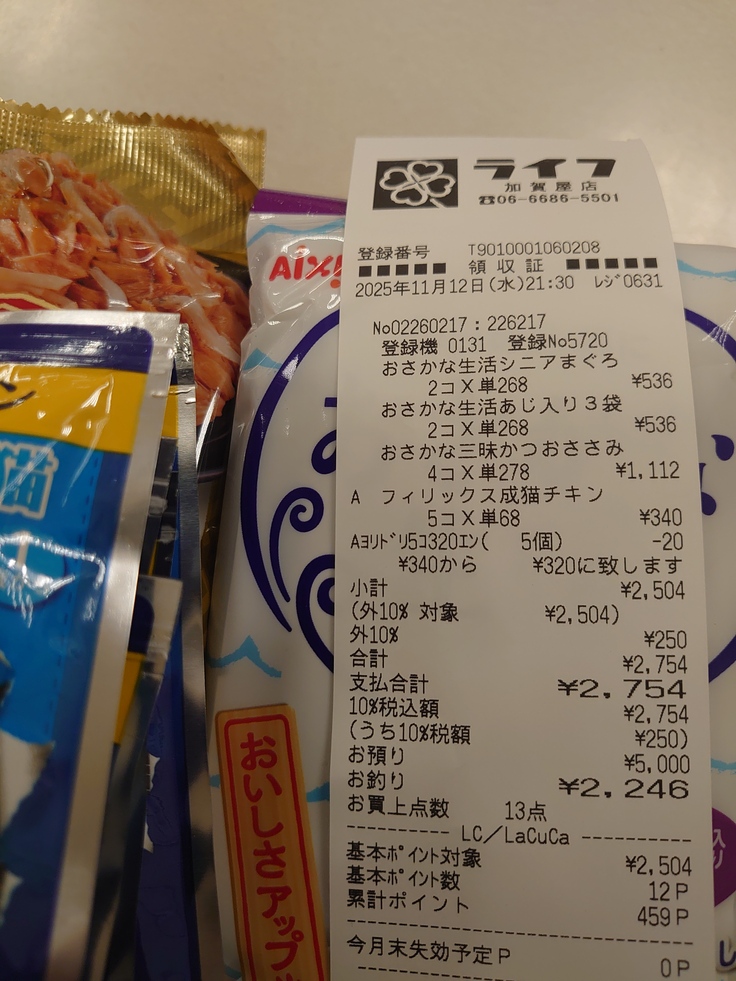 ライフ
加賀屋店
☎06-6686-5501
登録番号 T9010001060208
■■■■■ 領収証 ■■■■■
2025年11月12日(水)21:30 ﾚｼﾞ0631
No02260217:226217
登録機 0131 登録No5720
おさかな生活シニアまぐろ
2コX単268 ¥536
おさかな生活あじ入り3袋
2コX単268 ¥536
おさかな三昧かつおささみ
4コX単278 ¥1,112
A フィリックス成猫チキン
5コX単68 ¥340
Aﾖﾘﾄﾞﾘ5ｺ320ｴﾝ( 5個) -20
¥340から ¥320に致します
小計 ¥2,504
(外10% 対象 ¥2,504)
外10% ¥250
合計 ¥2,754
支払合計 ¥2,754
10%税込額 ¥2,754
(うち10%税額 ¥250)
お預り ¥5,000
お釣り ¥2,246
お買上点数 13点
---------- LC/LaCuCa ----------
基本ﾎﾟｲﾝﾄ対象 ¥2,504
基本ﾎﾟｲﾝﾄ数 12P
累計ポイント 459P
今月末失効予定P 0P
AIXI
猫
ン
おいしさアップ
入り
し